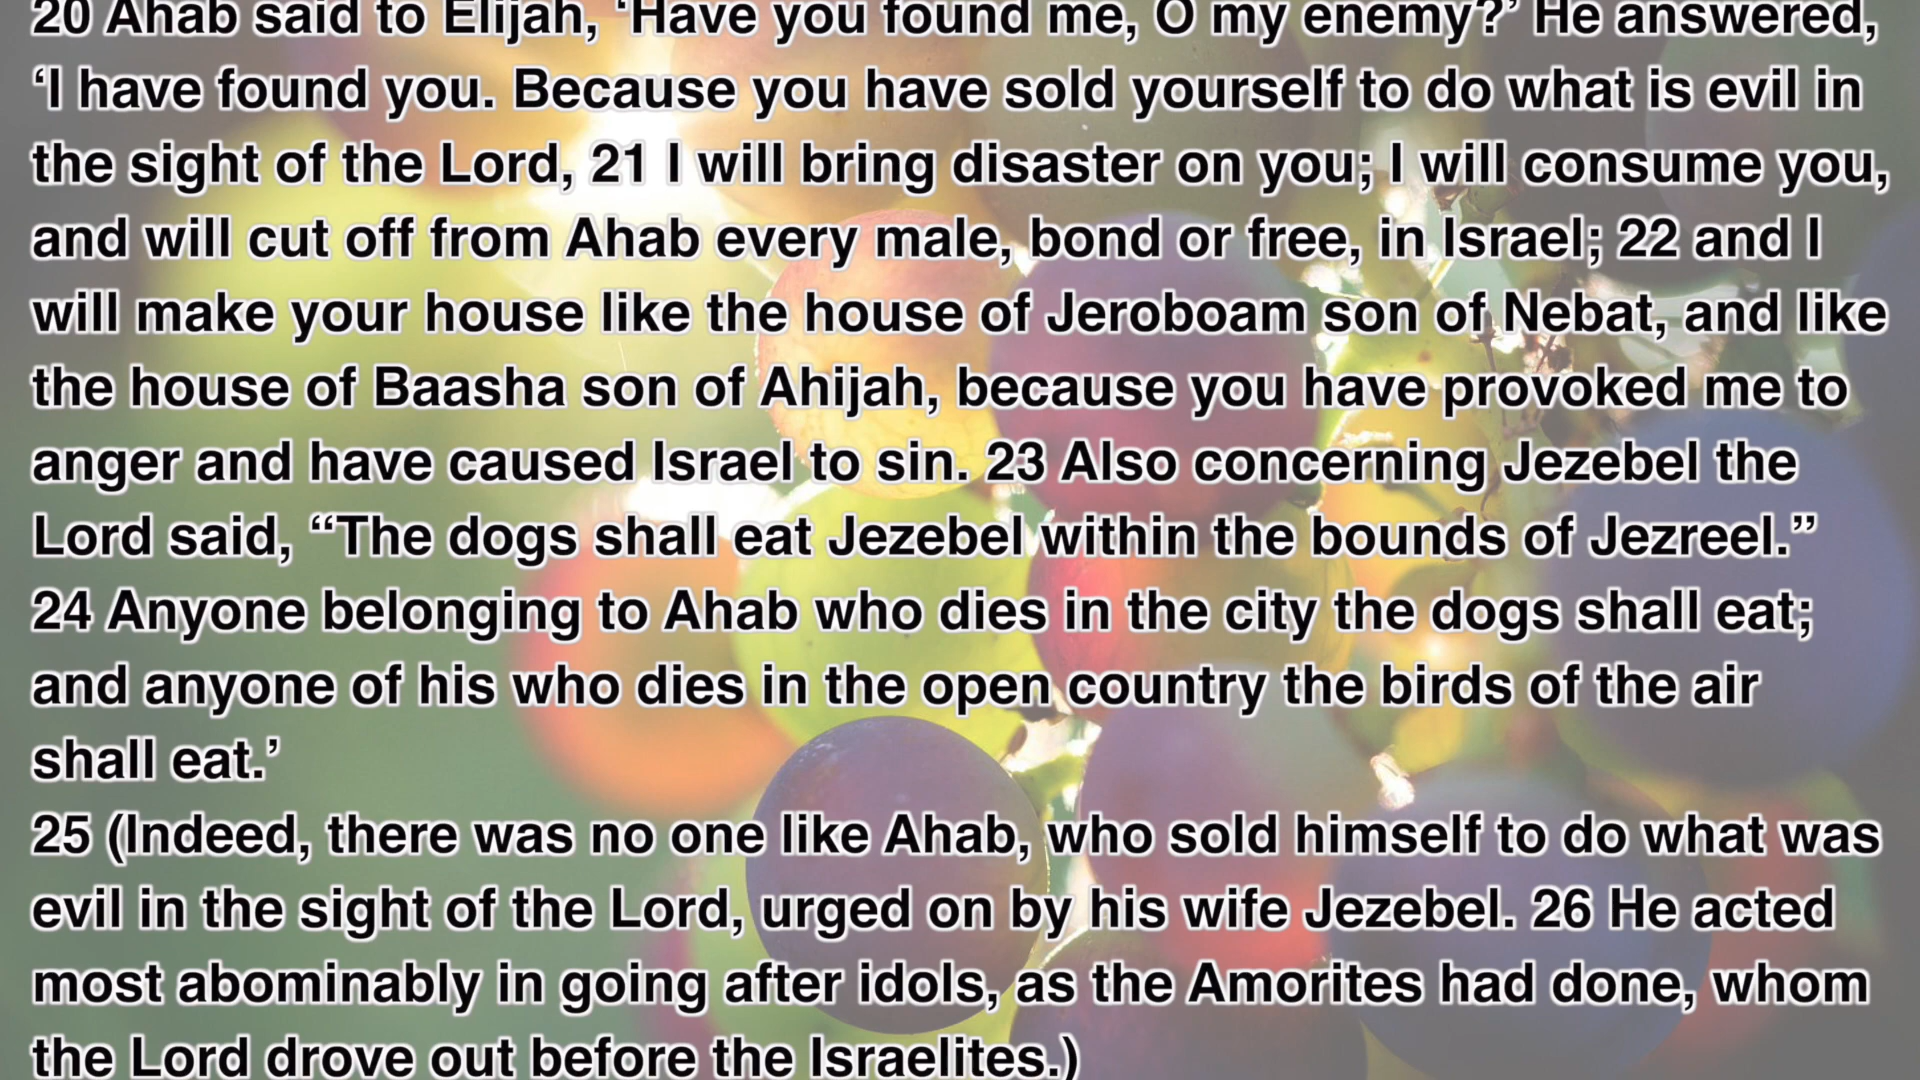 20 Ahab said to Elijah, ‘Have you found me, O my enemy?’ He answered,
‘I have found you. Because you have sold yourself to do what is evil in
the sight of the Lord, 21 I will bring disaster on you; I will consume you,
and will cut off from Ahab every male, bond or free, in Israel; 22 and I
will make your house like the house of Jeroboam son of Nebat, and like
the house of Baasha son of Ahijah, because you have provoked me to
anger and have caused Israel to sin. 23 Also concerning Jezebel the
Lord said, “The dogs shall eat Jezebel within the bounds of Jezreel.”
24 Anyone belonging to Ahab who dies in the city the dogs shall eat;
and anyone of his who dies in the open country the birds of the air
shall eat.’
25 (Indeed, there was no one like Ahab, who sold himself to do what was
evil in the sight of the Lord, urged on by his wife Jezebel. 26 He acted
most abominably in going after idols, as the Amorites had done, whom
the Lord drove out before the Israelites.)